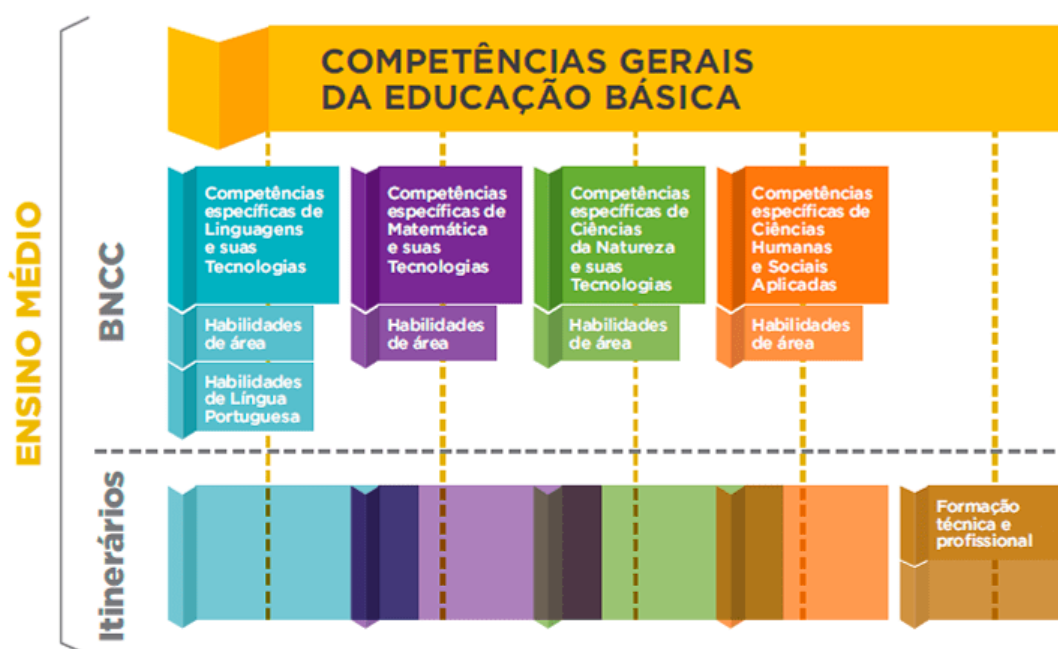 COMPETÊNCIAS GERAIS
DA EDUCAÇÃO BÁSICA
ENSINO MÉDIO
BNCC
Competências
específicas de
Linguagens
e suas
Tecnologias
Habilidades
de área
Habilidades
de Língua
Portuguesa
Competências
específicas de
Matemática
e suas
Tecnologias
Habilidades
de área
Competências
específicas de
Ciências
da Natureza
e suas
Tecnologias
Habilidades
de área
Competências
específicas de
Ciências
Humanas
e Sociais
Aplicadas
Habilidades
de área
Itinerários
Formação
técnica e
profissional